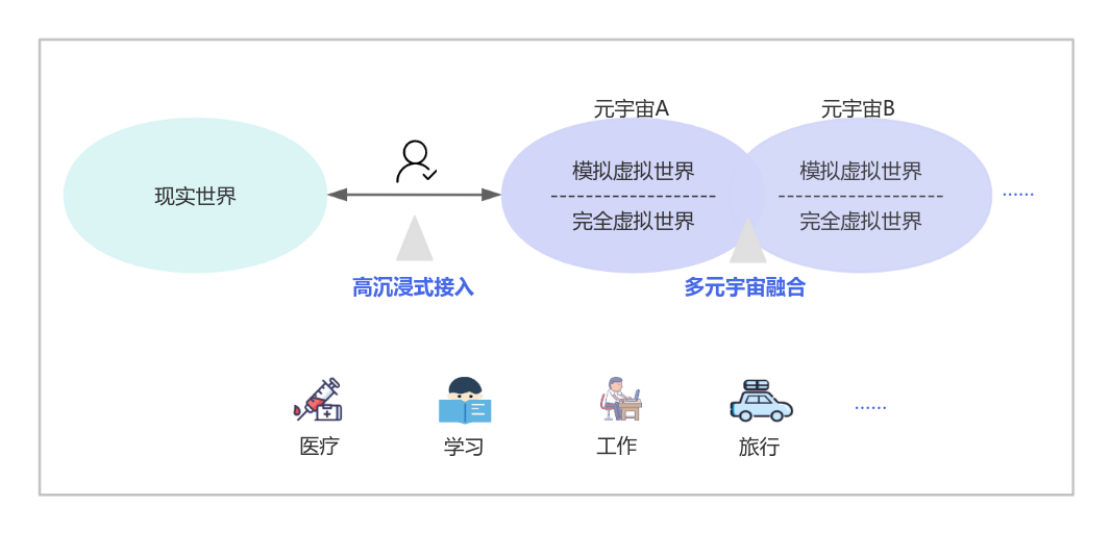 元宇宙A
元宇宙B
现实世界
模拟虚拟世界
完全虚拟世界
模拟虚拟世界
完全虚拟世界
......
高沉浸式接入
多元宇宙融合
医疗
学习
工作
旅行
......